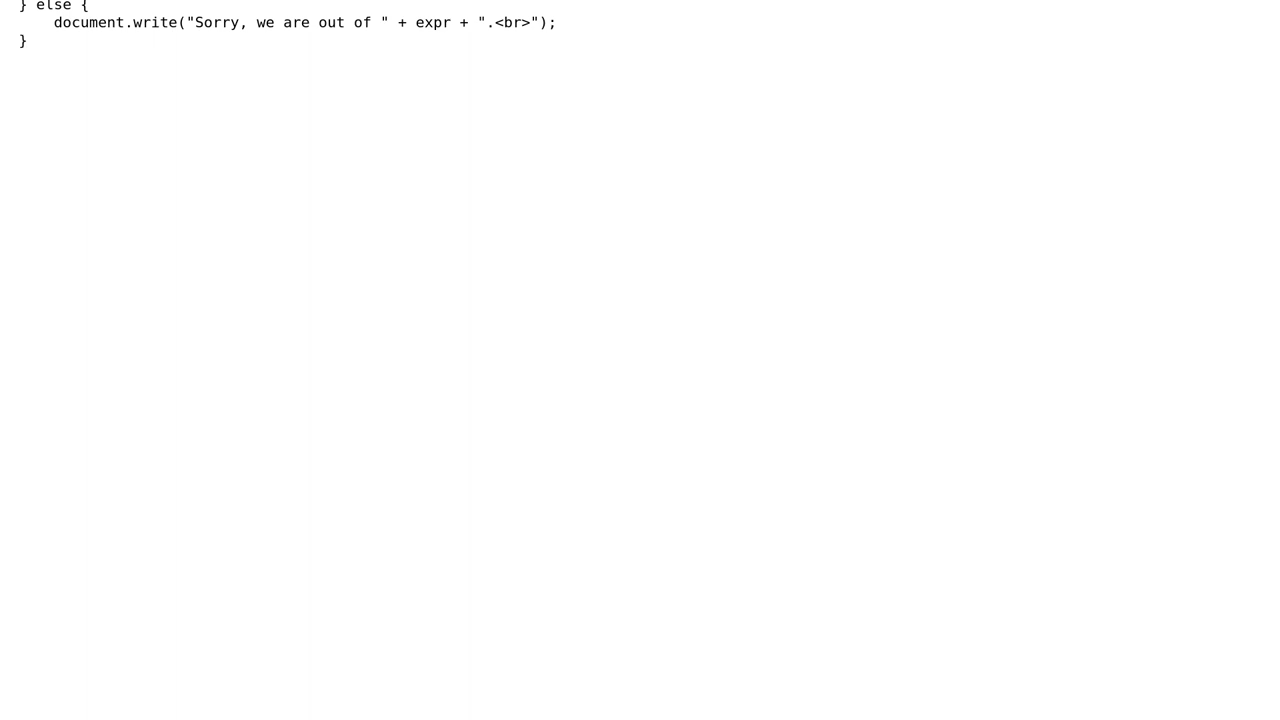 } else {
    document.write("Sorry, we are out of " + expr + ".<br>");
}